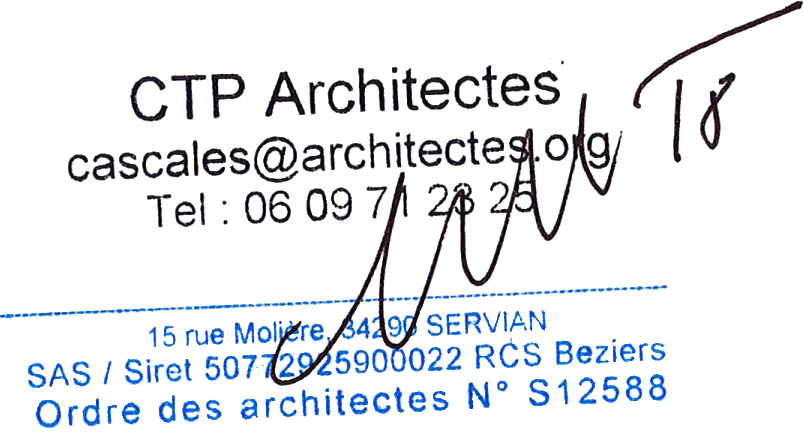 CTP Architectes
cascales@architectes.org
Tel : 06 09 71 23 25
15 rue Molière, 34290 SERVIAN
SAS / Siret 50772925900022 RCS Beziers
Ordre des architectes N° S12588